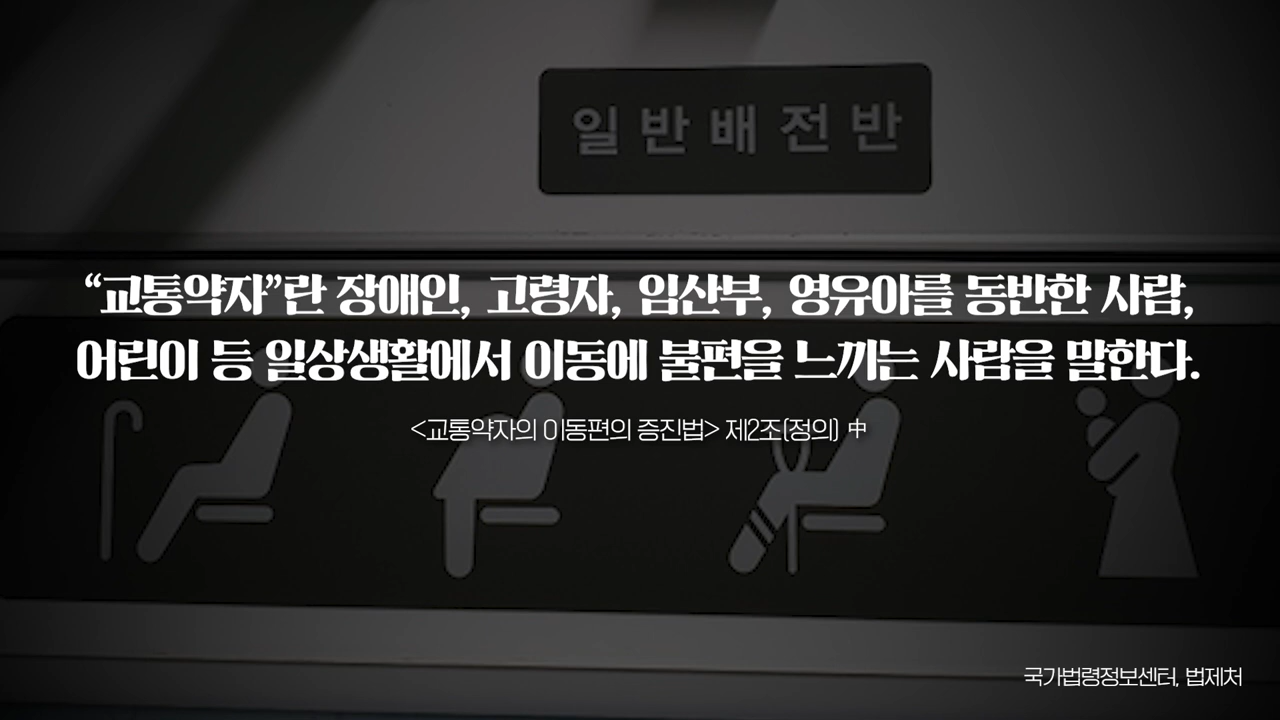 일반배전반
“교통약자”란 장애인, 고령자, 임산부, 영유아를 동반한 사람,
어린이 등 일상생활에서 이동에 불편을 느끼는 사람을 말한다.
<교통약자의 이동편의 증진법> 제2조(정의) 中
국가법령정보센터, 법제처